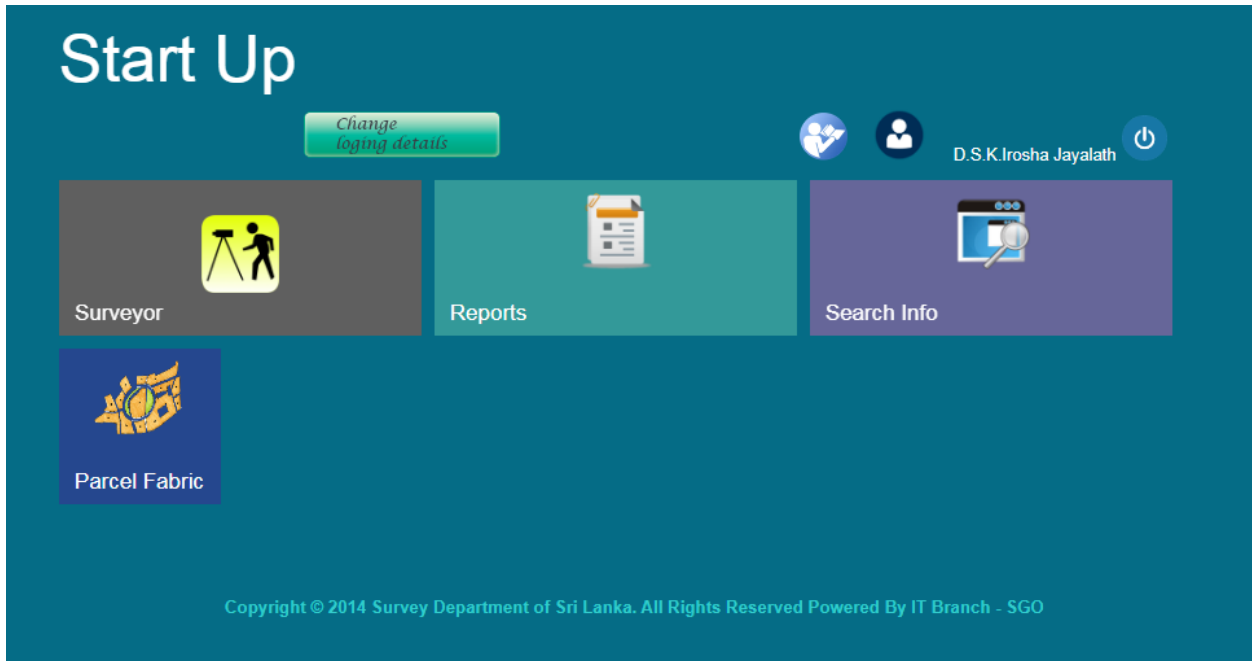 Start Up
Change
loging details
D.S.K.Irosha Jayalath
Surveyor
Reports
Search Info
Parcel Fabric
Copyright © 2014 Survey Department of Sri Lanka. All Rights Reserved Powered By IT Branch - SGO